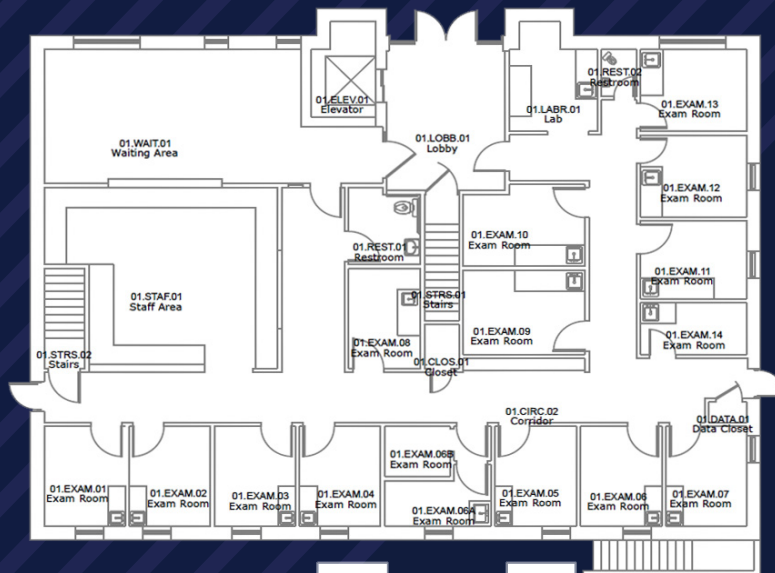 01.REST.02
Restroom
01.ELEV.01
Elevator
01.LABR.01
Lab
01.EXAM.13
Exam Room
01.WAIT.01
Waiting Area
01.LOBB.01
Lobby
01.EXAM.12
Exam Room
01.EXAM.10
Exam Room
01.REST.01
Restroom
01.EXAM.11
Exam Room
01.STAF.01
Staff Area
01.STRS.01
Stairs
01.EXAM.09
Exam Room
01.EXAM.14
Exam Room
01.EXAM.08
Exam Room
01.STRS.02
Stairs
01.CLOS.01
Closet
01.CIRC.02
Corridor
01.DATA.01
Data Closet
01.EXAM.06B
Exam Room
01.EXAM.01
Exam Room
01.EXAM.02
Exam Room
01.EXAM.03
Exam Room
01.EXAM.04
Exam Room
01.EXAM.05
Exam Room
01.EXAM.06
Exam Room
01.EXAM.07
Exam Room
01.EXAM.06A
Exam Room